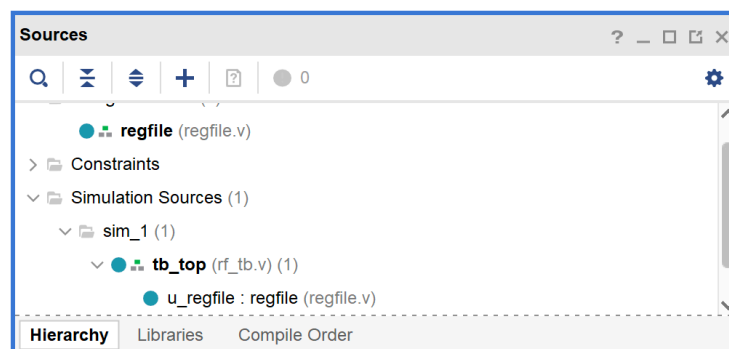 Sources
? 0
regfile (regfile.v)
Constraints
Simulation Sources (1)
sim_1 (1)
tb_top (rf_tb.v) (1)
u_regfile : regfile (regfile.v)
Hierarchy Libraries Compile Order